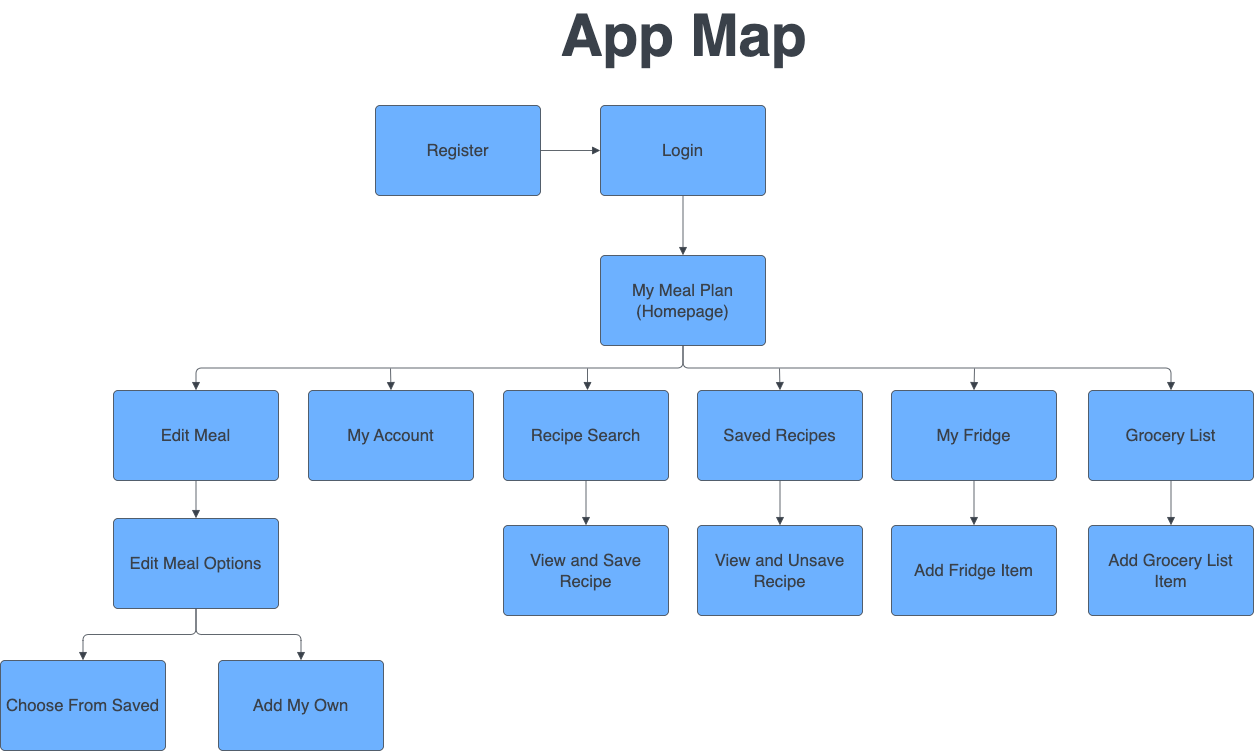 App Map
Register
Login
My Meal Plan
(Homepage)
Edit Meal
My Account
Recipe Search
Saved Recipes
My Fridge
Grocery List
Edit Meal Options
View and Save
Recipe
View and Unsave
Recipe
Add Fridge Item
Add Grocery List
Item
Choose From Saved
Add My Own